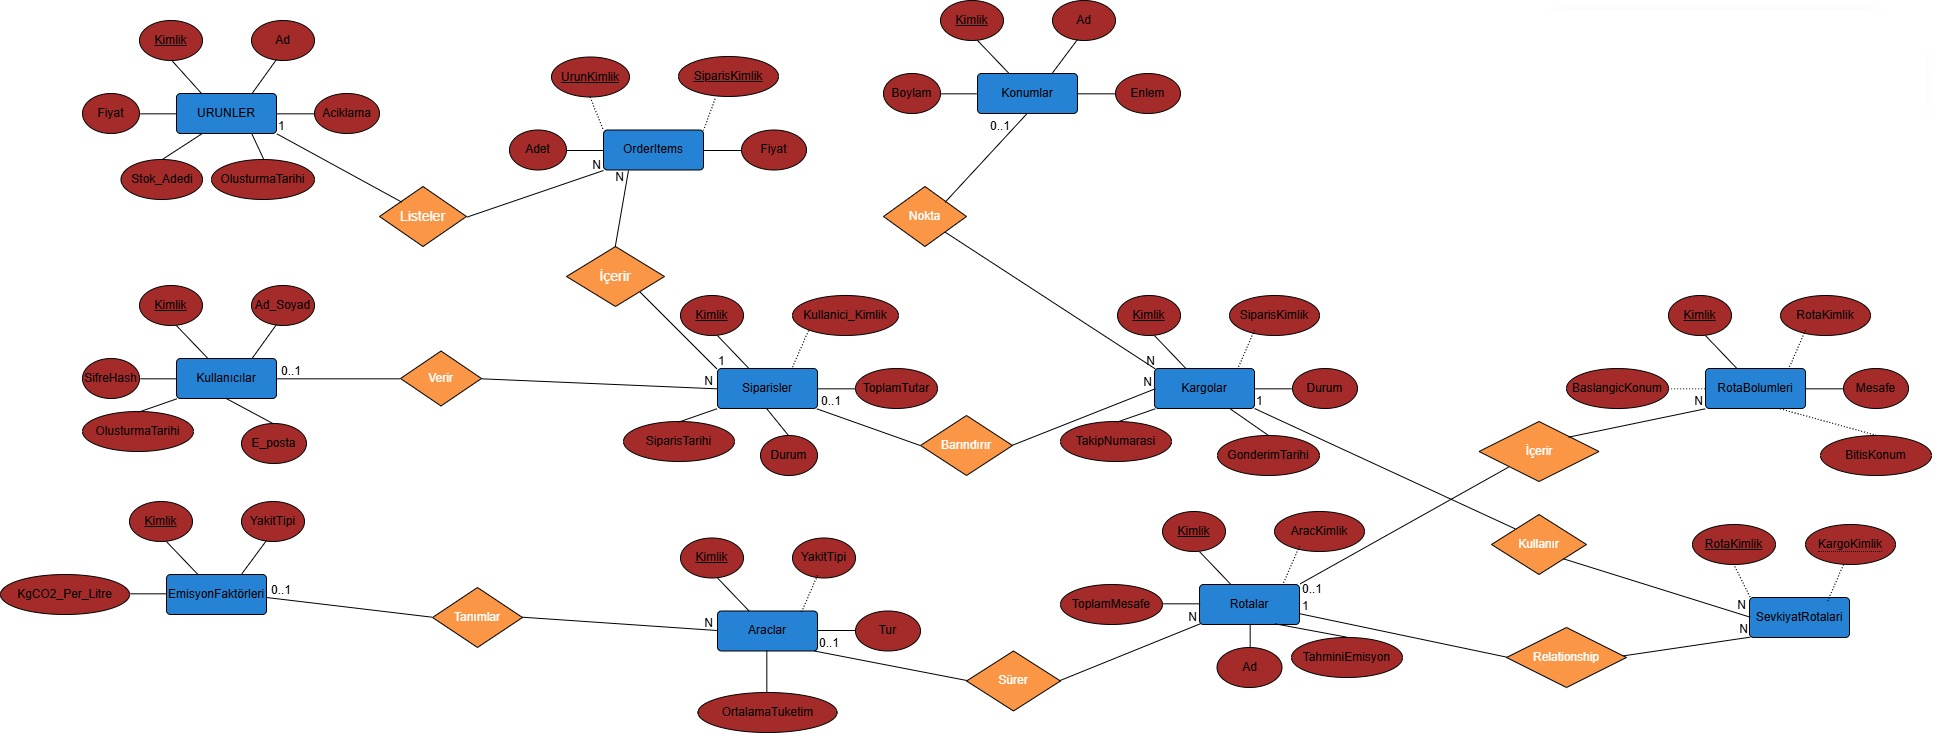 Kimlik
Ad
Fiyat
URUNLER
Aciklama
1
Stok_Adedi
OlusturmaTarihi
Listeler
UrunKimlik
SiparisKimlik
Adet
OrderItems
Fiyat
N
N
İçerir
Kimlik
Ad
Boylam
Konumlar
Enlem
0..1
Nokta
Kimlik
Ad_Soyad
SifreHash
Kullanıcılar
0..1
OlusturmaTarihi
E_posta
Verir
Kimlik
Kullanici_Kimlik
1
N
Siparisler
ToplamTutar
0..1
SiparisTarihi
Durum
Barındırır
Kimlik
SiparisKimlik
N
N
Kargolar
Durum
1
TakipNumarasi
GonderimTarihi
Kimlik
RotaKimlik
BaslangicKonum
RotaBolumleri
Mesafe
N
BitisKonum
İçerir
Kullanır
Kimlik
YakitTipi
KgCO2_Per_Litre
EmisyonFaktörleri
0..1
Tanımlar
Kimlik
YakitTipi
N
Araclar
Tur
0..1
OrtalamaTuketim
Sürer
Kimlik
AracKimlik
ToplamMesafe
Rotalar
0..1
1
N
Ad
TahminiEmisyon
Relationship
RotaKimlik
KargoKimlik
N
SevkiyatRotalari
N